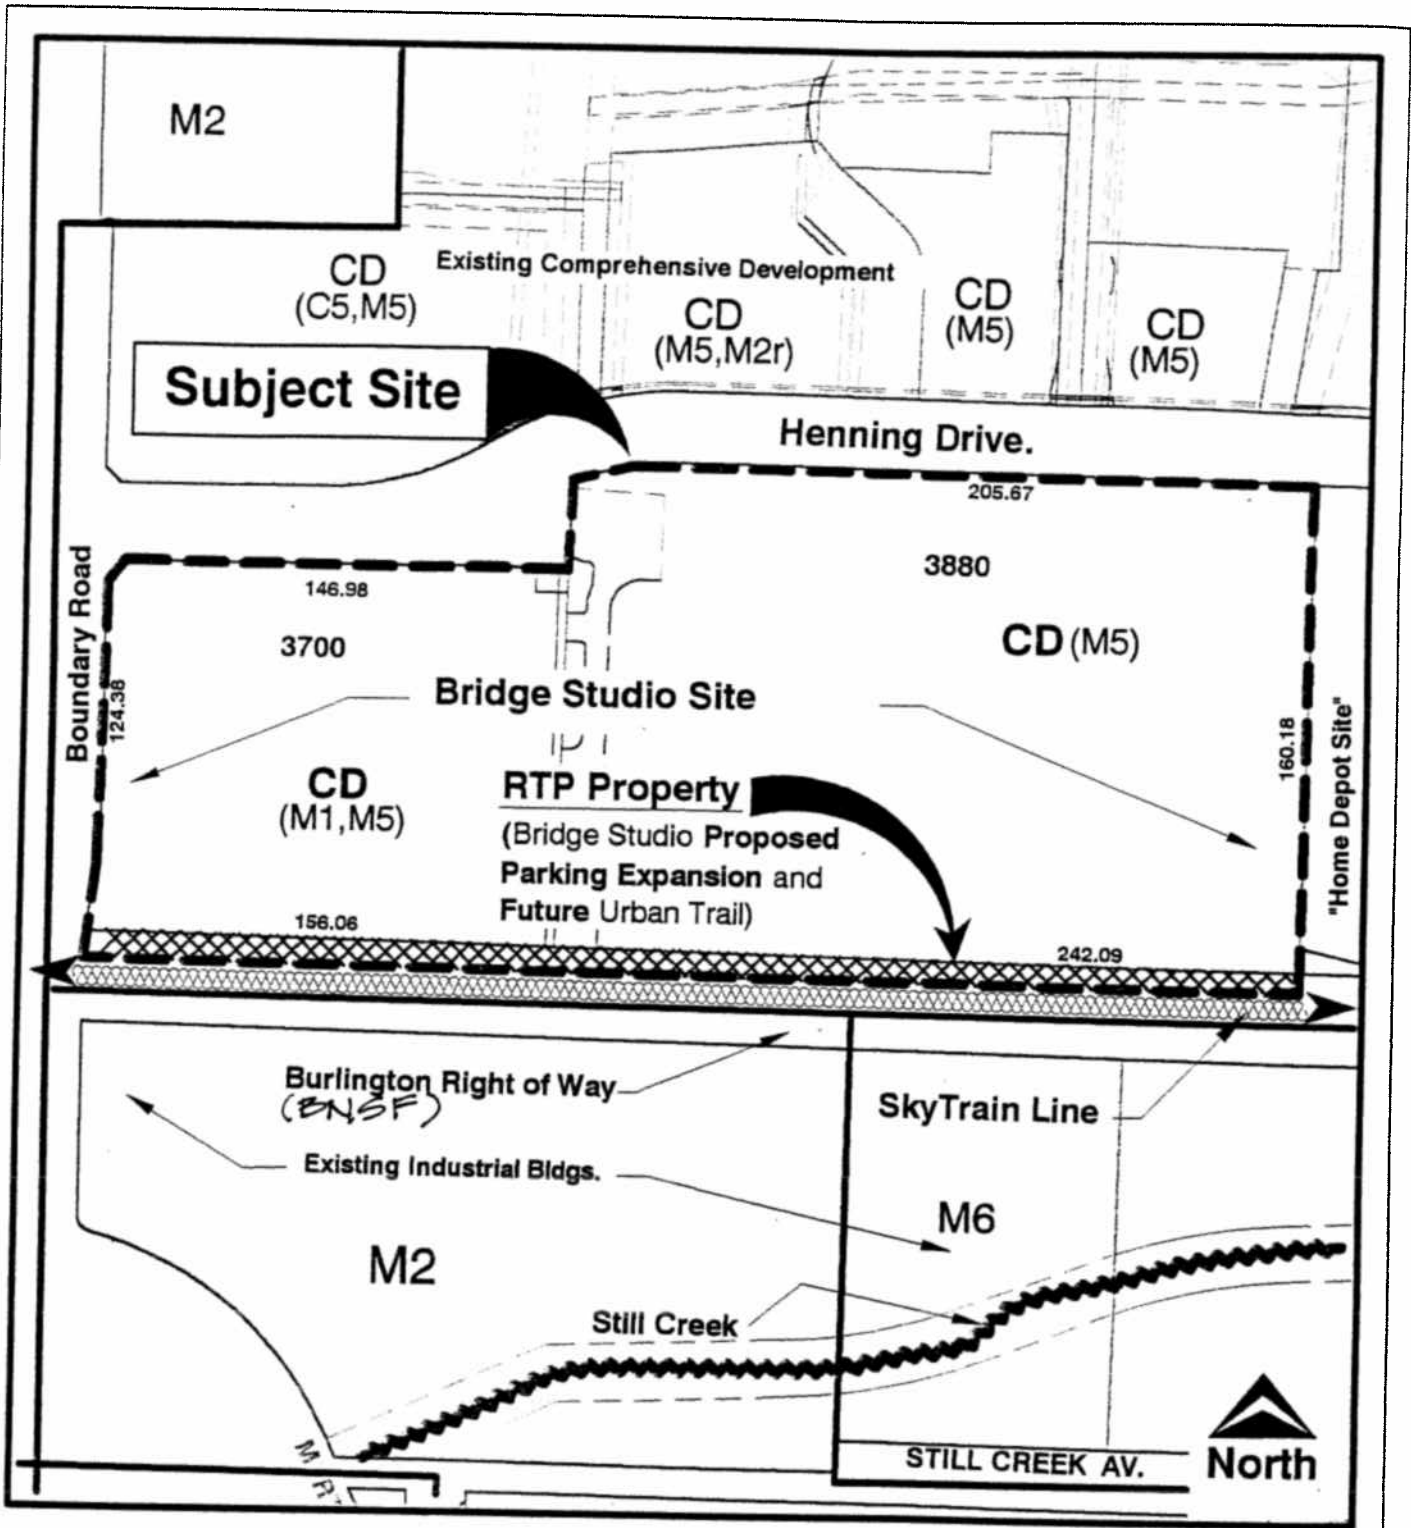 M2
CD
(C5,M5)
Existing Comprehensive Development
CD
(M5,M2r)
CD
(M5)
CD
(M5)
Subject Site
Henning Drive.
205.67
3880
CD (M5)
146.98
3700
Boundary Road
124.38
Bridge Studio Site
160.18
"Home Depot Site"
CD
(M1,M5)
RTP Property
(Bridge Studio Proposed
Parking Expansion and
Future Urban Trail)
156.06
242.09
Burlington Right of Way
(BNSF)
SkyTrain Line
Existing Industrial Bldgs.
M6
M2
Still Creek
STILL CREEK AV.
North